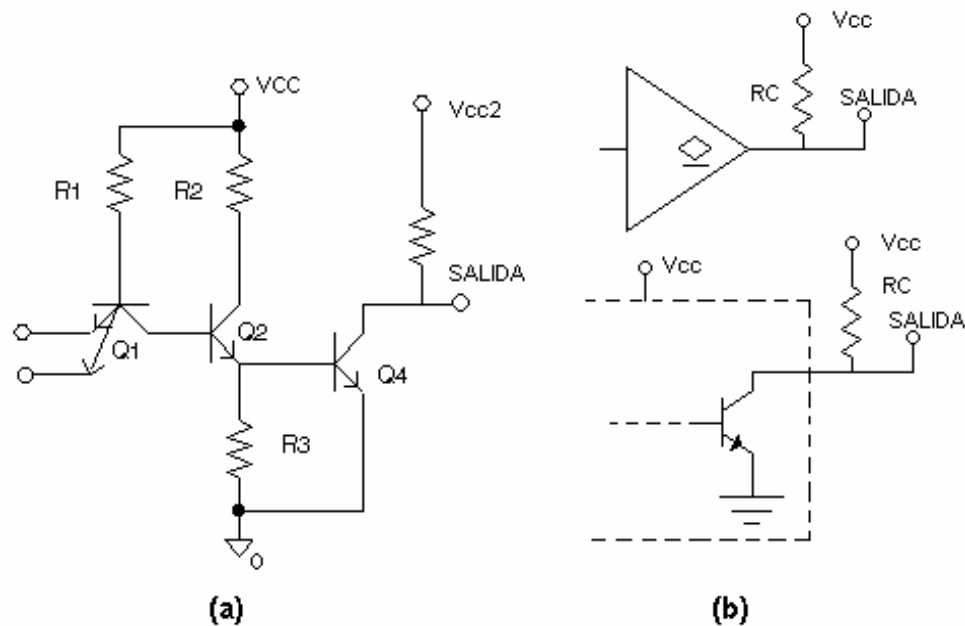 VCC
Vcc2
R1
R2
SALIDA
Q1
Q2
Q4
R3
0
(a)
Vcc
RC
SALIDA
Vcc
Vcc
RC
SALIDA
(b)